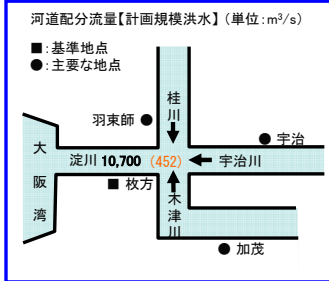 河道配分流量【計画規模洪水】(単位:m³/s)
■:基準地点
●:主要な地点
桂川
羽束師●
●宇治
大阪湾
淀川 10,700 (452) 宇治川
■枚方
木津川
●加茂